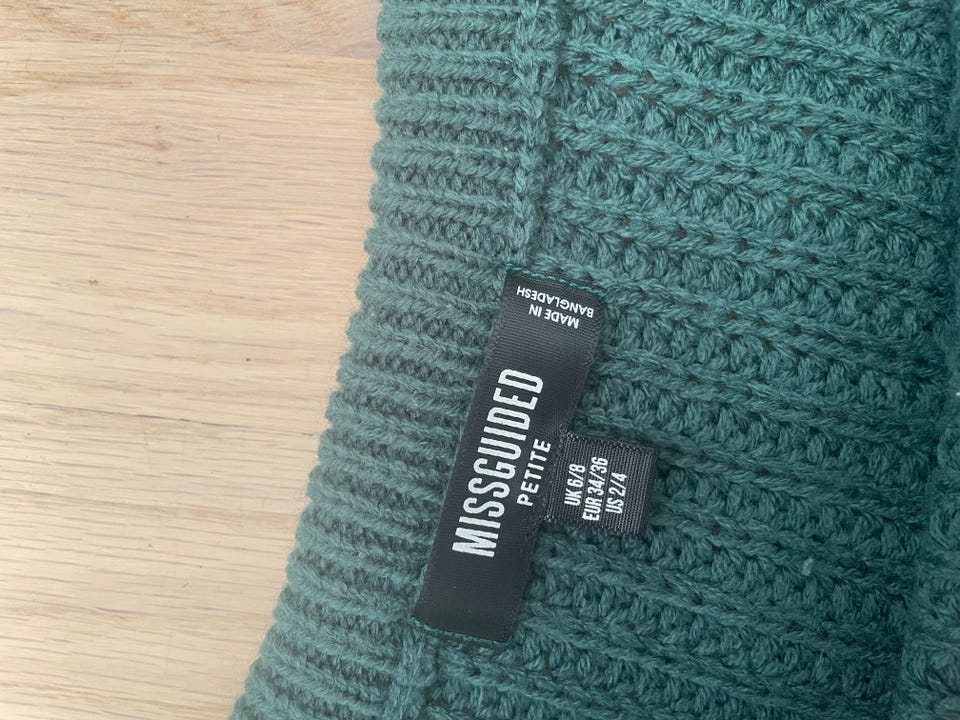 MISSGUIDED
PETITE
MADE IN
BANGLADESH
UK 6/8
EUR 34/36
US 2/4